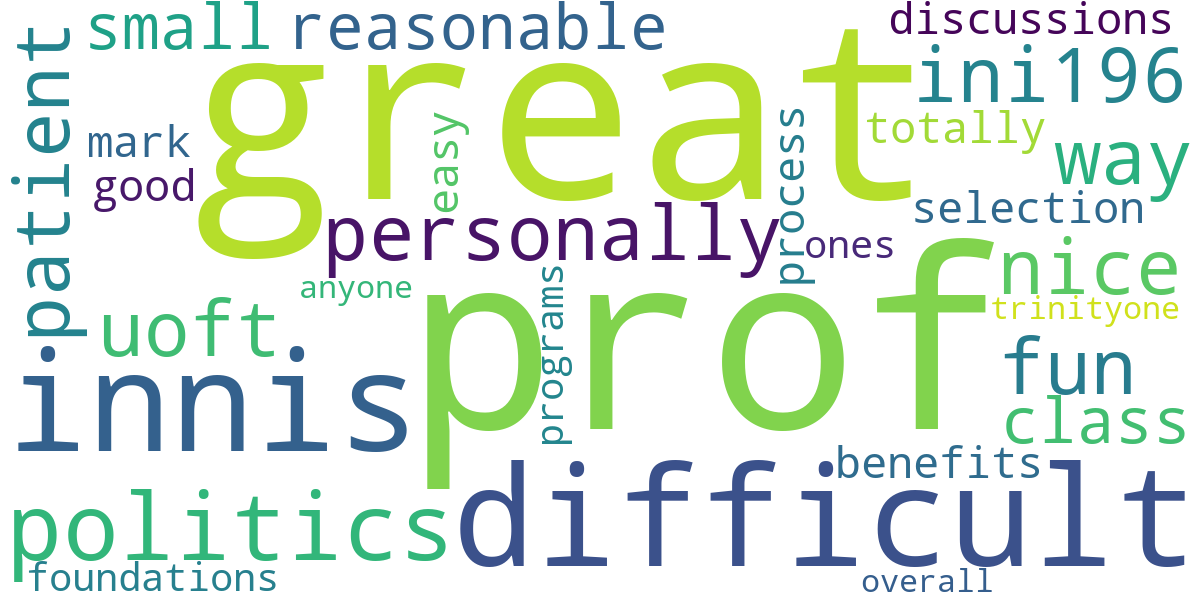 small
reasonable
discussions
great
ini196
patient
mark
easy
process
totally
way
good
personally
selection
ones
nice
anyone
programs
prof
trinityone
uoft
innis
fun
class
benefits
politics
difficult
foundations
overall